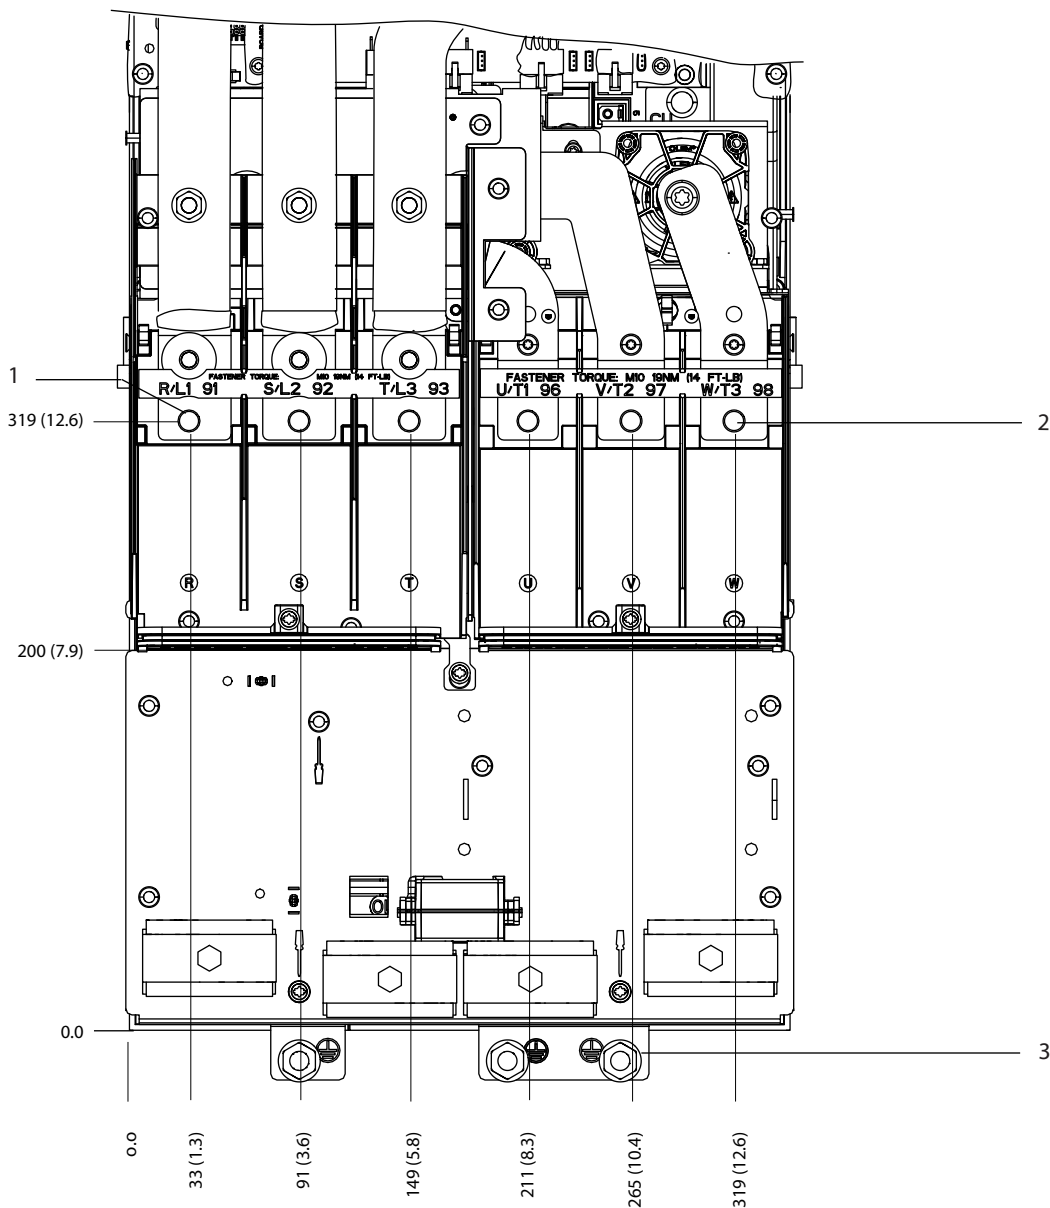 1
FASTENER TORQUE: M10 19NM (14 FT-LB)
R/L1 91 S/L2 92 T/L3 93
FASTENER TORQUE: M10 19NM (14 FT-LB)
U/T1 96 V/T2 97 W/T3 98
319 (12.6)
2
R S T U V W
200 (7.9)
0.0
3
0.0
33 (1.3)
91 (3.6)
149 (5.8)
211 (8.3)
265 (10.4)
319 (12.6)